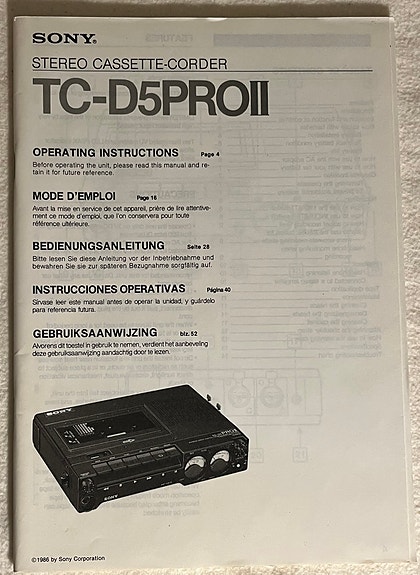 SONY®
STEREO CASSETTE-CORDER
TC-D5PROII
OPERATING INSTRUCTIONS Page 4
Before operating the unit, please read this manual and re-
tain it for future reference.
MODE D'EMPLOI Page 16
Avant la mise en service de cet appareil, prière de lire attentive-
ment ce mode d'emploi, que l'on conservera pour toute
référence ultérieure.
BEDIENUNGSANLEITUNG Seite 28
Bitte lesen Sie diese Anleitung vor der Inbetriebnahme und
bewahren Sie sie zur späteren Bezugnahme sorgfältig auf.
INSTRUCCIONES OPERATIVAS Página 40
Sírvase leer este manual antes de operar la unidad, y guárdelo
para referencia futura.
GEBRUIKSAANWIJZING blz. 52
Alvorens dit toestel in gebruik te nemen, verdient het aanbeveling
deze gebruiksaanwijzing aandachtig door te lezen.
SONY
TC-D5 PROII
SONY
©1986 by Sony Corporation